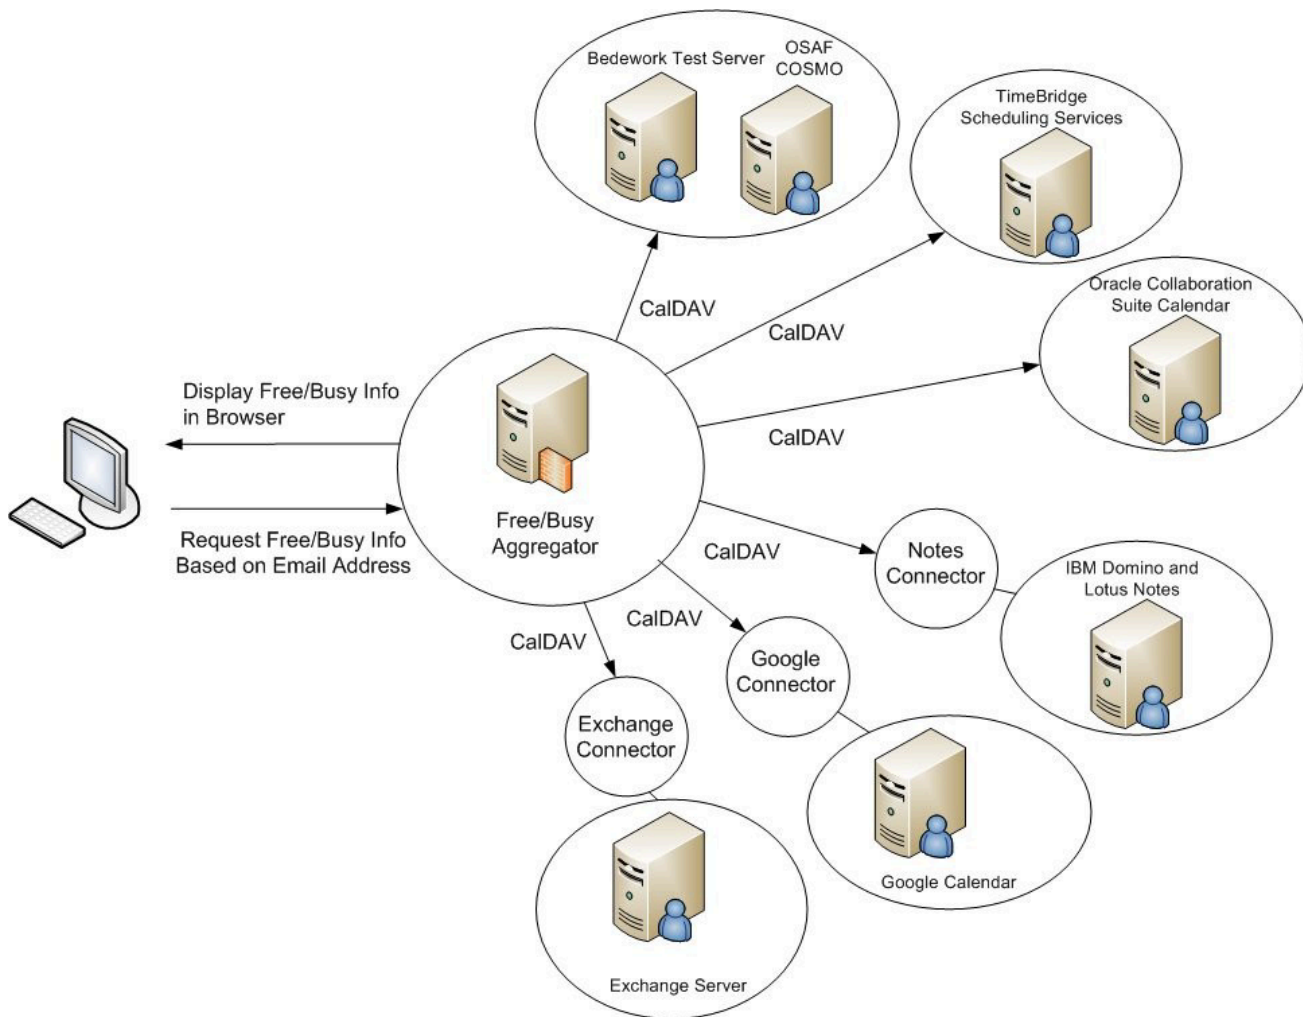 Bedework Test Server
OSAF
COSMO
TimeBridge
Scheduling Services
Oracle Collaboration
Suite Calendar
CalDAV
CalDAV
CalDAV
Display Free/Busy Info
in Browser
Request Free/Busy Info
Based on Email Address
Free/Busy
Aggregator
CalDAV
Notes
Connector
IBM Domino and
Lotus Notes
CalDAV
CalDAV
Google
Connector
Exchange
Connector
Google Calendar
Exchange Server